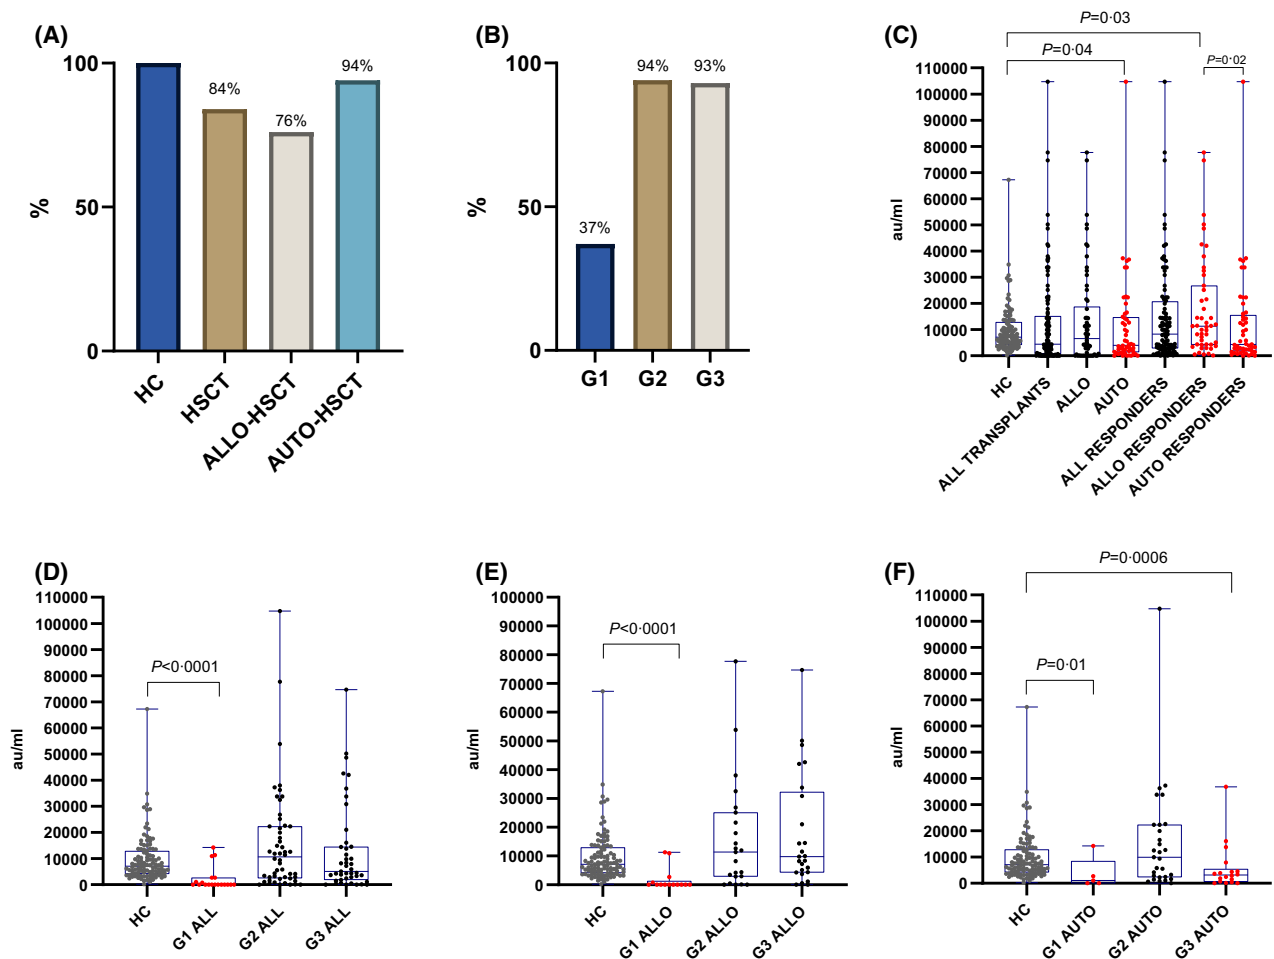 (A)
100
50
0
%
84%
76%
94%
HC
HSCT
ALLO-HSCT
AUTO-HSCT
(B)
100
50
0
%
37%
94%
93%
G1
G2
G3
(C)
P=0·03
P=0·04
P=0·02
110000
100000
90000
80000
70000
60000
50000
40000
30000
20000
10000
0
au/ml
HC
ALL TRANSPLANTS
ALLO
AUTO
ALL RESPONDERS
ALLO RESPONDERS
AUTO RESPONDERS
(D)
110000
100000
90000
80000
70000
60000
50000
40000
30000
20000
10000
0
au/ml
P<0·0001
HC
G1 ALL
G2 ALL
G3 ALL
(E)
100000
90000
80000
70000
60000
50000
40000
30000
20000
10000
0
au/ml
P<0·0001
HC
G1 ALLO
G2 ALLO
G3 ALLO
(F)
P=0·0006
P=0·01
110000
100000
90000
80000
70000
60000
50000
40000
30000
20000
10000
0
au/ml
HC
G1 AUTO
G2 AUTO
G3 AUTO